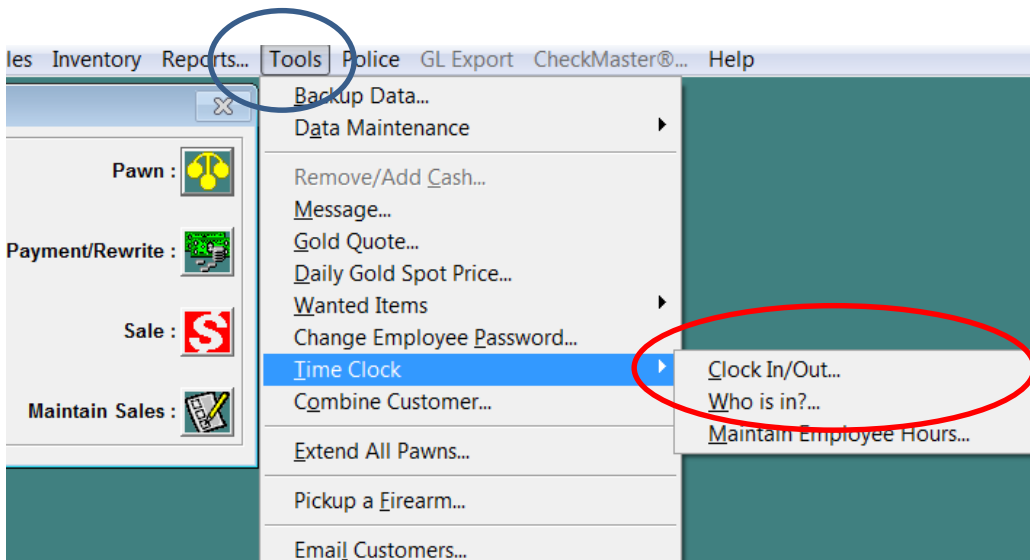 les Inventory Reports... Tools Police GL Export CheckMaster®... Help
Backup Data...
Data Maintenance
Pawn :
Remove/Add Cash...
Message...
Payment/Rewrite :
Gold Quote...
Daily Gold Spot Price...
Wanted Items
Sale :
Change Employee Password...
Time Clock
Clock In/Out...
Maintain Sales :
Combine Customer...
Who is in?...
Maintain Employee Hours...
Extend All Pawns...
Pickup a Firearm...
Email Customers...